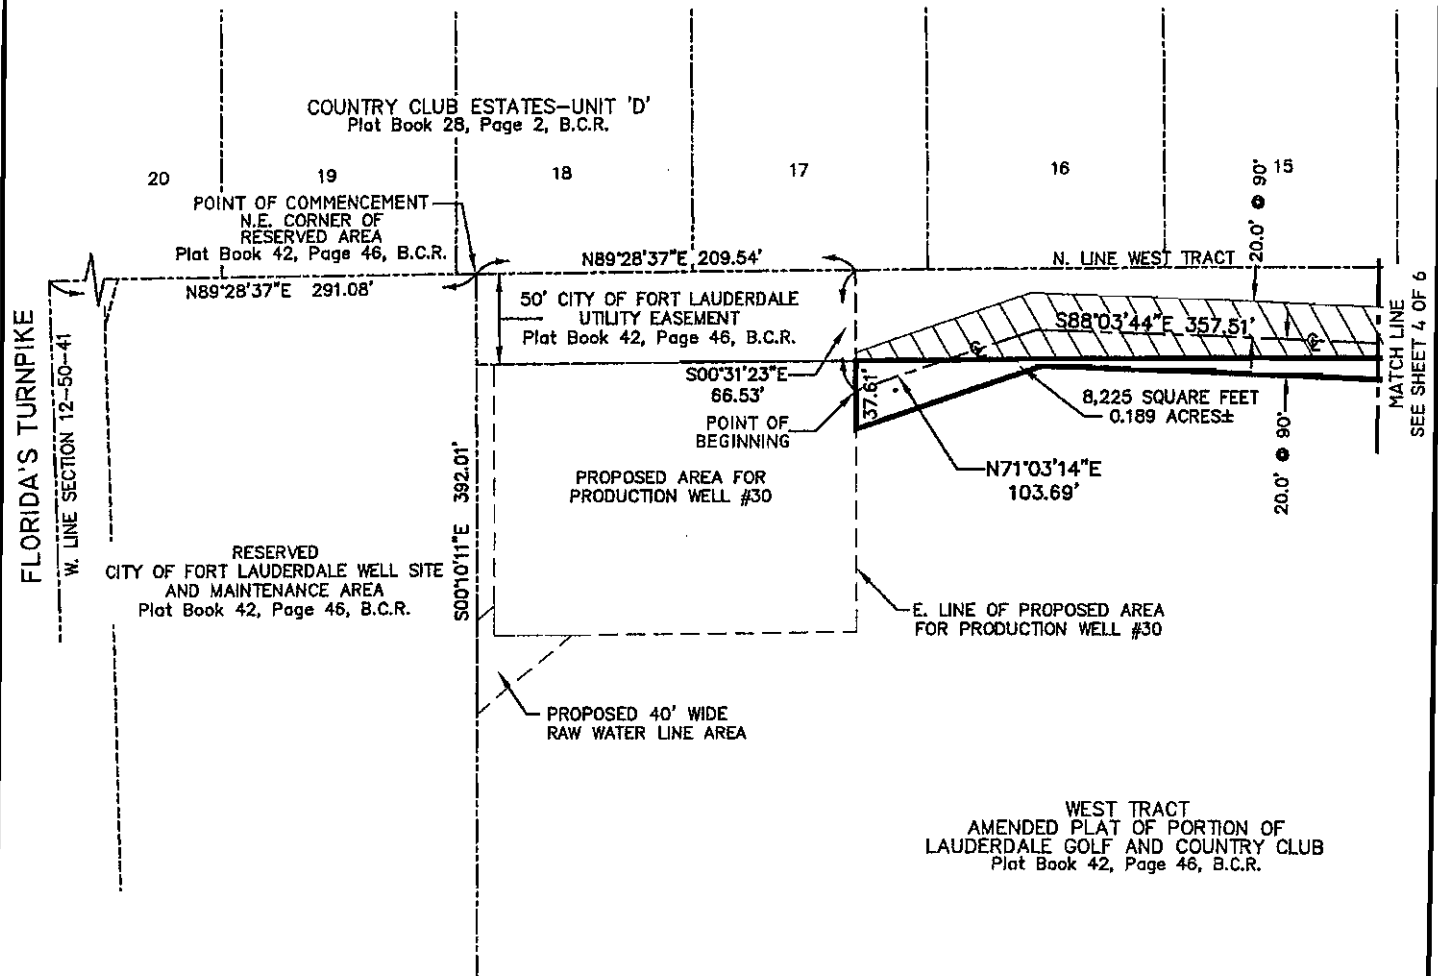 COUNTRY CLUB ESTATES-UNIT 'D'
Plat Book 28, Page 2, B.C.R.
20
19
18
17
16
15
POINT OF COMMENCEMENT
N.E. CORNER OF
RESERVED AREA
Plat Book 42, Page 46, B.C.R.
N89°28'37"E 291.08'
N89°28'37"E 209.54'
N. LINE WEST TRACT
20.0' @ 90'
50' CITY OF FORT LAUDERDALE
UTILITY EASEMENT
Plat Book 42, Page 46, B.C.R.
S88°03'44"E 357.51'
S00°31'23"E
66.53'
POINT OF
BEGINNING
37.61'
8,225 SQUARE FEET
0.189 ACRES±
N71°03'14"E
103.69'
20.0' @ 90'
MATCH LINE
SEE SHEET 4 OF 6
FLORIDA'S TURNPIKE
W. LINE SECTION 12-50-41
S00°10'11"E 392.01'
PROPOSED AREA FOR
PRODUCTION WELL #30
RESERVED
CITY OF FORT LAUDERDALE WELL SITE
AND MAINTENANCE AREA
Plat Book 42, Page 46, B.C.R.
E. LINE OF PROPOSED AREA
FOR PRODUCTION WELL #30
PROPOSED 40' WIDE
RAW WATER LINE AREA
WEST TRACT
AMENDED PLAT OF PORTION OF
LAUDERDALE GOLF AND COUNTRY CLUB
Plat Book 42, Page 46, B.C.R.